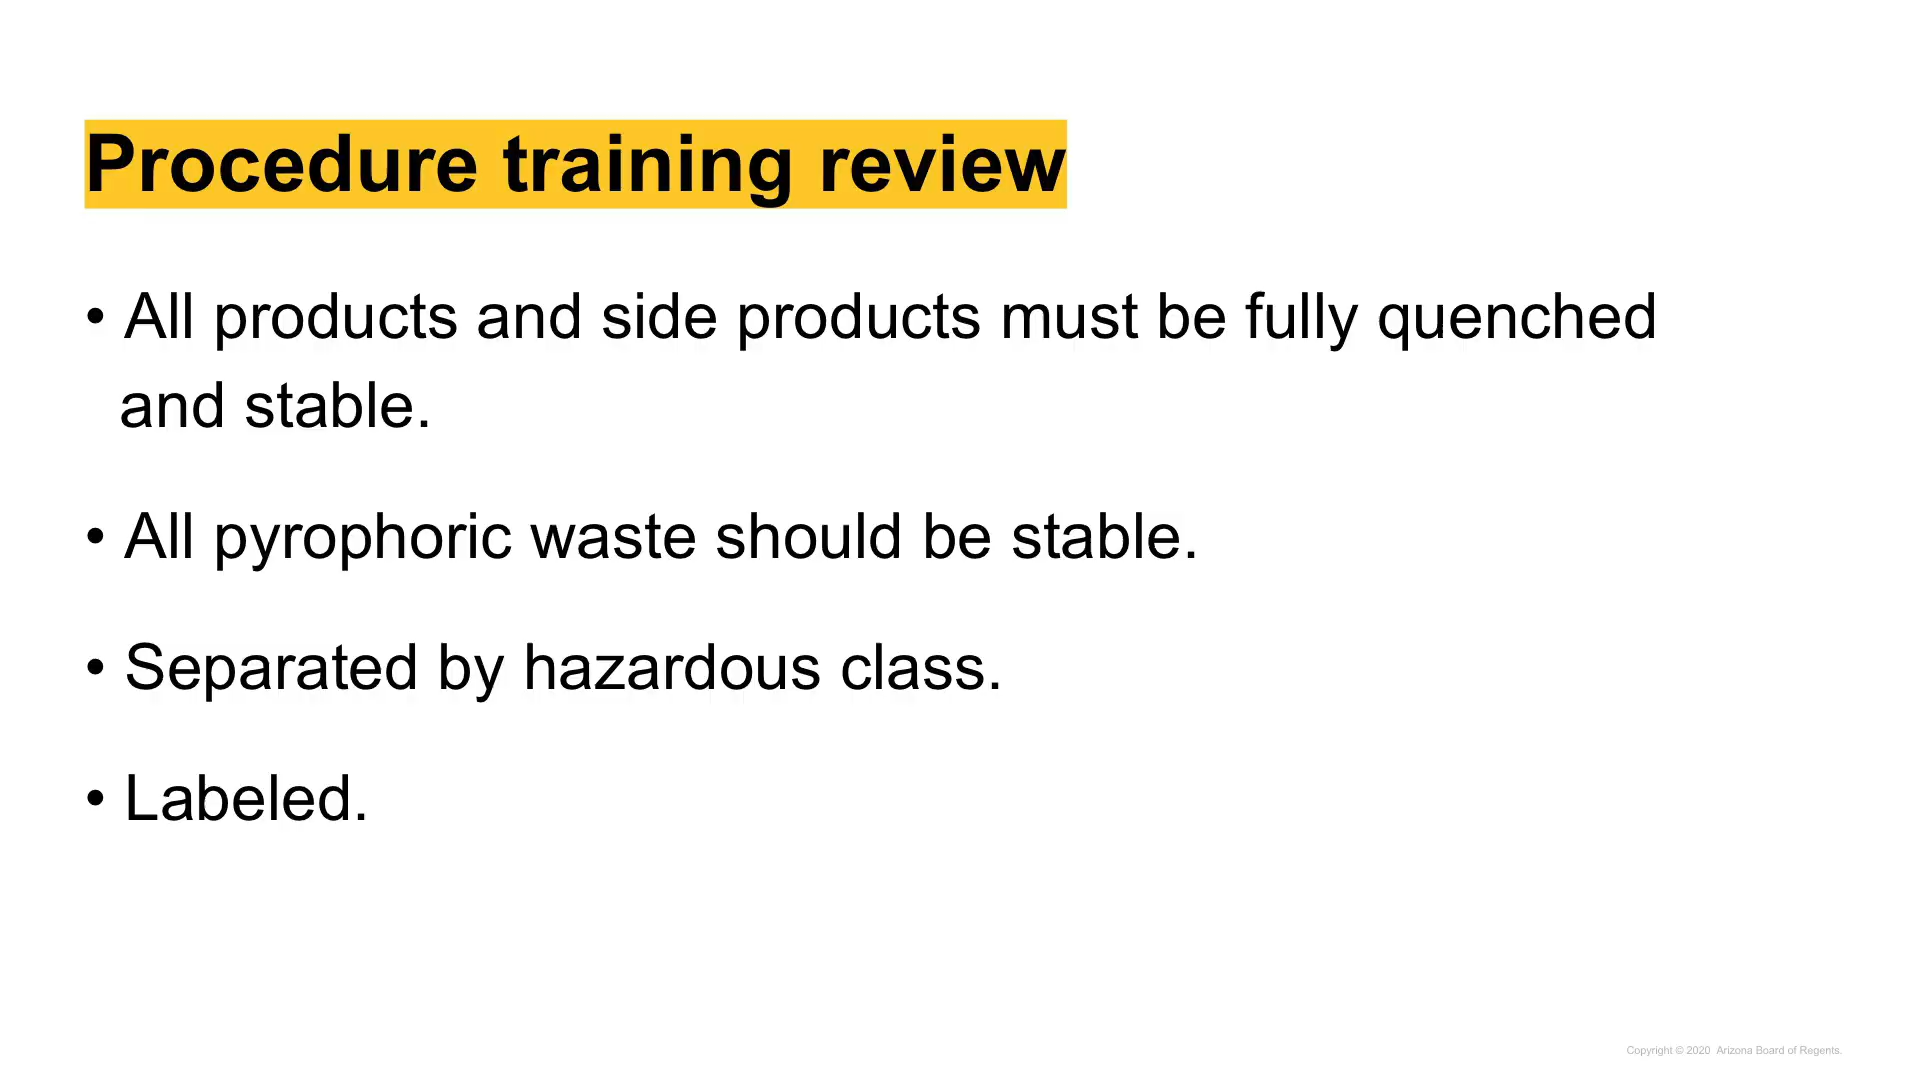 Procedure training review
• All products and side products must be fully quenched
and stable.
• All pyrophoric waste should be stable.
• Separated by hazardous class.
• Labeled.
Copyright © 2020 Arizona Board of Regents.